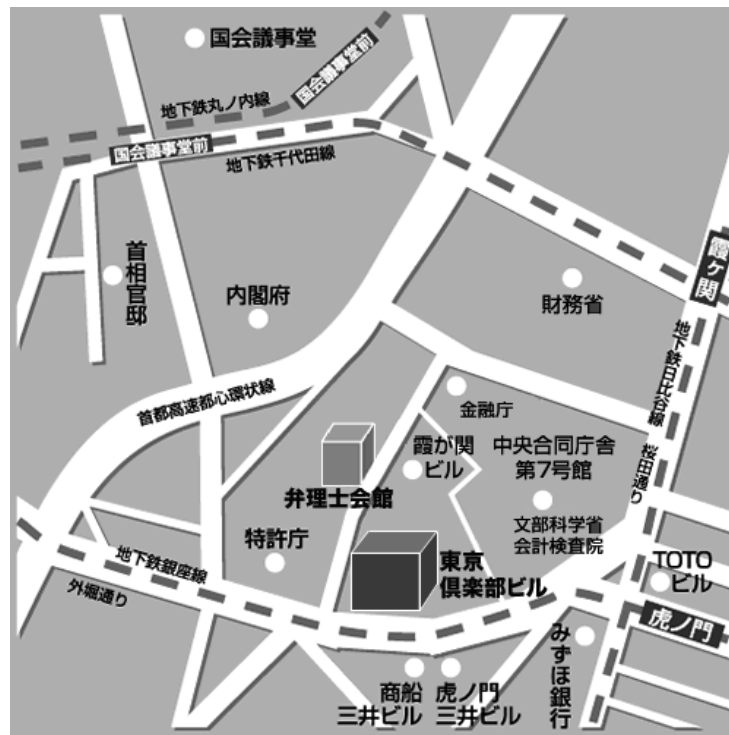 国会議事堂
国会議事堂前
地下鉄丸ノ内線
国会議事堂前
地下鉄千代田線
霞ヶ関
首相官邸
内閣府
財務省
地下鉄日比谷線
首都高速都心環状線
金融庁
霞が関
ビル
中央合同庁舎
第7号館
桜田通り
弁理士会館
文部科学省
会計検査院
特許庁
地下鉄銀座線
外堀通り
東京
倶楽部ビル
TOTO
ビル
虎ノ門
みずほ銀行
商船
三井ビル
虎ノ門
三井ビル